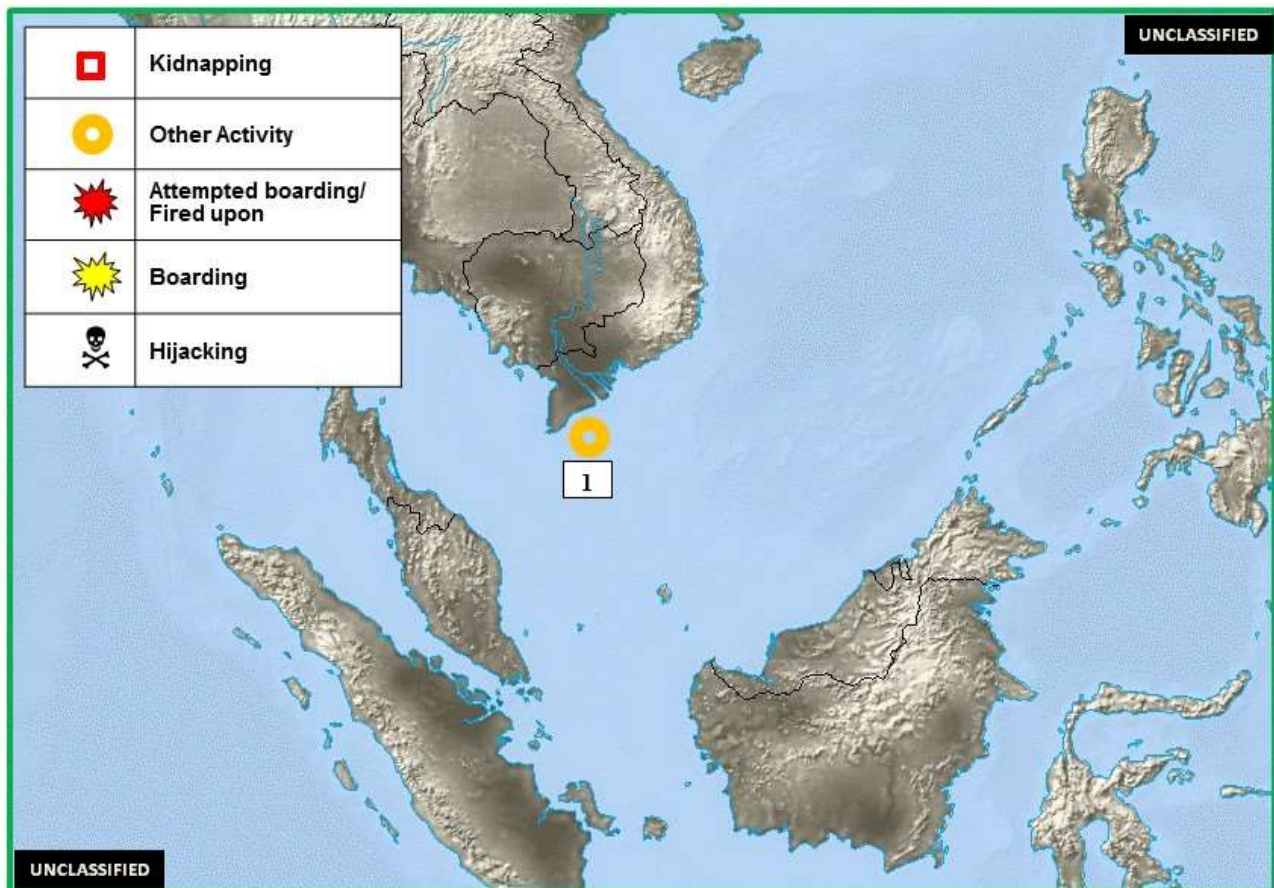 UNCLASSIFIED
Kidnapping
Other Activity
Attempted boarding/
Fired upon
Boarding
Hijacking
1
UNCLASSIFIED